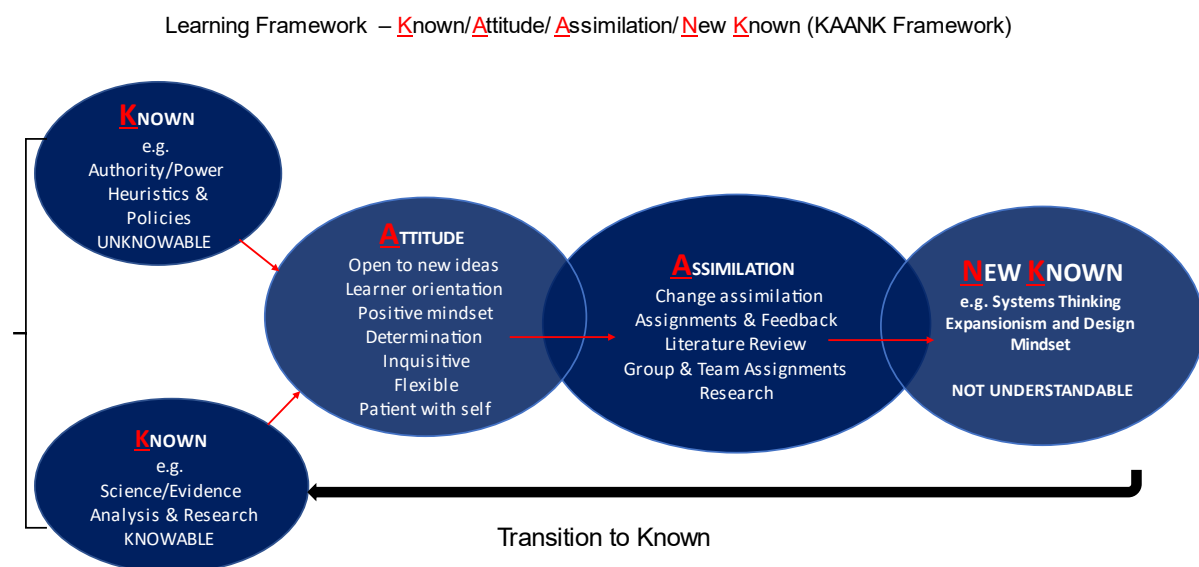 Learning Framework – Known/Attitude/ Assimilation/ New Known (KAANK Framework)
KNOWN
e.g.
Authority/Power
Heuristics &
Policies
UNKNOWABLE
KNOWN
e.g.
Science/Evidence
Analysis & Research
KNOWABLE
ATTITUDE
Open to new ideas
Learner orientation
Positive mindset
Determination
Inquisitive
Flexible
Patient with self
ASSIMILATION
Change assimilation
Assignments & Feedback
Literature Review
Group & Team Assignments
Research
NEW KNOWN
e.g. Systems Thinking
Expansionism and Design
Mindset
NOT UNDERSTANDABLE
Transition to Known